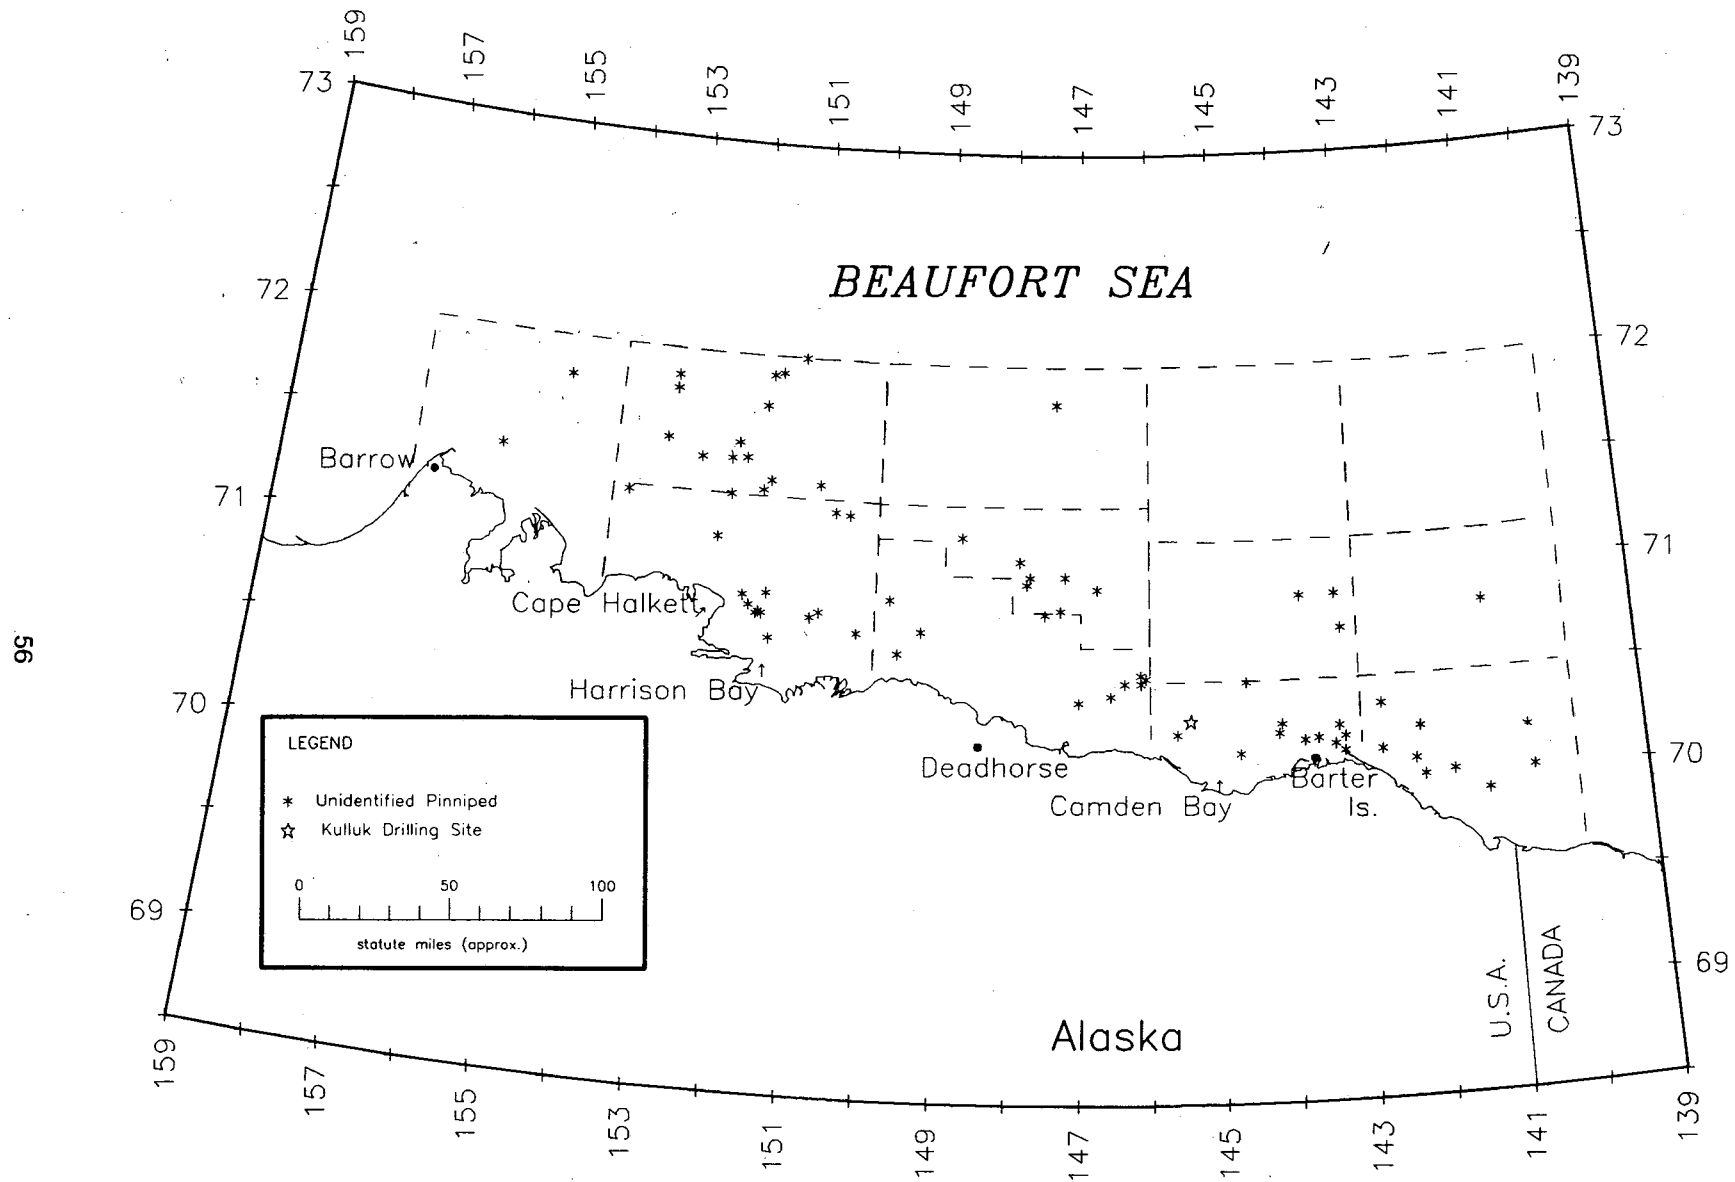 159
157
155
153
151
149
147
145
143
141
139
73
73
BEAUFORT SEA
72
72
Barrow
71
71
Cape Halkett
Harrison Bay
70
70
Deadhorse
Camden Bay
Barter
Is.
LEGEND
* Unidentified Pinniped
☆ Kulluk Drilling Site
0 50 100
statute miles (approx.)
69
69
U.S.A.
CANADA
Alaska
159
157
155
153
151
149
147
145
143
141
139
56